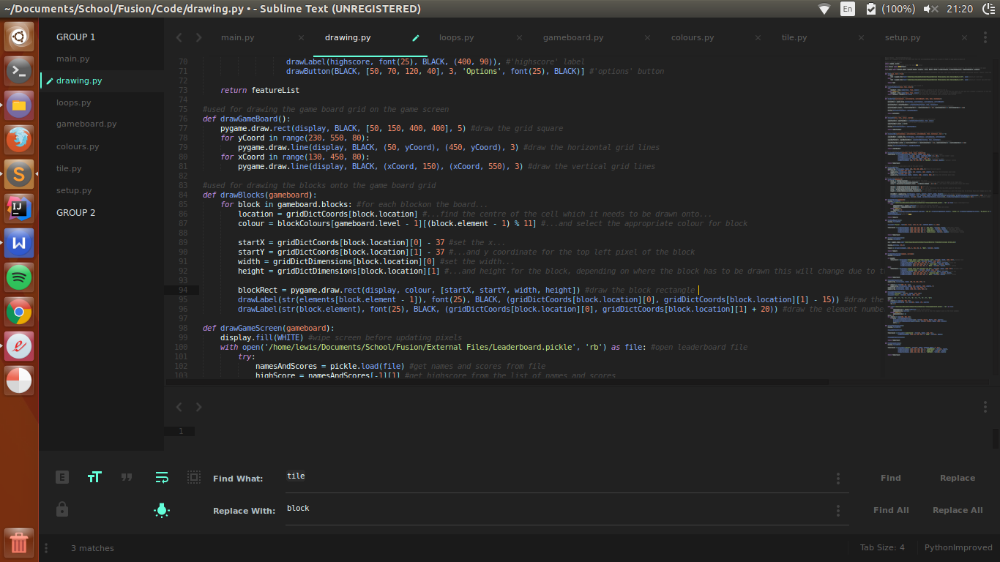 ~/Documents/School/Fusion/Code/drawing.py • - Sublime Text (UNREGISTERED)
En
(100%)
21:20
GROUP 1
main.py
drawing.py
loops.py
gameboard.py
colours.py
tile.py
setup.py
GROUP 2
main.py
drawing.py
loops.py
gameboard.py
colours.py
tile.py
setup.py
70 drawLabel(highscore, font(25), BLACK, (400, 90)), #'highscore' label
71 drawButton(BLACK, [50, 70, 120, 40], 3, 'Options', font(25), BLACK)] #'options' button
72
73 return featureList
74
75 #used for drawing the game board grid on the game screen
76 def drawGameBoard():
77 pygame.draw.rect(display, BLACK, [50, 150, 400, 400], 5) #draw the grid square
78 for yCoord in range(230, 550, 80):
79 pygame.draw.line(display, BLACK, (50, yCoord), (450, yCoord), 3) #draw the horizontal grid lines
80 for xCoord in range(130, 450, 80):
81 pygame.draw.line(display, BLACK, (xCoord, 150), (xCoord, 550), 3) #draw the vertical grid lines
82
83 #used for drawing the blocks onto the game board grid
84 def drawBlocks(gameboard):
85 for block in gameboard.blocks: #for each blockon the board...
86 location = gridDictCoords[block.location] #...find the centre of the cell which it needs to be drawn onto...
87 colour = blockColours[gameboard.level - 1][(block.element - 1) % 11] #...and select the appropriate colour for block
88
89 startX = gridDictCoords[block.location][0] - 37 #set the x...
90 startY = gridDictCoords[block.location][1] - 37 #...and y coordinate for the top left pixel of the block
91 width = gridDictDimensions[block.location][0] #set the width...
92 height = gridDictDimensions[block.location][1] #...and height for the block, depending on where the block has to be drawn this will change due to t
93
94 blockRect = pygame.draw.rect(display, colour, [startX, startY, width, height]) #draw the block rectangle
95 drawLabel(str(elements[block.element - 1]), font(25), BLACK, (gridDictCoords[block.location][0], gridDictCoords[block.location][1] - 15)) #draw the
96 drawLabel(str(block.element), font(25), BLACK, (gridDictCoords[block.location][0], gridDictCoords[block.location][1] + 20)) #draw the element numbe
97
98 def drawGameScreen(gameboard):
99 display.fill(WHITE) #wipe screen before updating pixels
100 with open('/home/lewis/Documents/School/Fusion/External Files/Leaderboard.pickle', 'rb') as file: #open leaderboard file
101 try:
102 namesAndScores = pickle.load(file) #get names and scores from file
103 highScore = namesAndScores[-1][1] #get highscore from the list of names and scores
1
Find What: tile
Find
Replace
Replace With: block
Find All
Replace All
3 matches
Tab Size: 4
PythonImproved